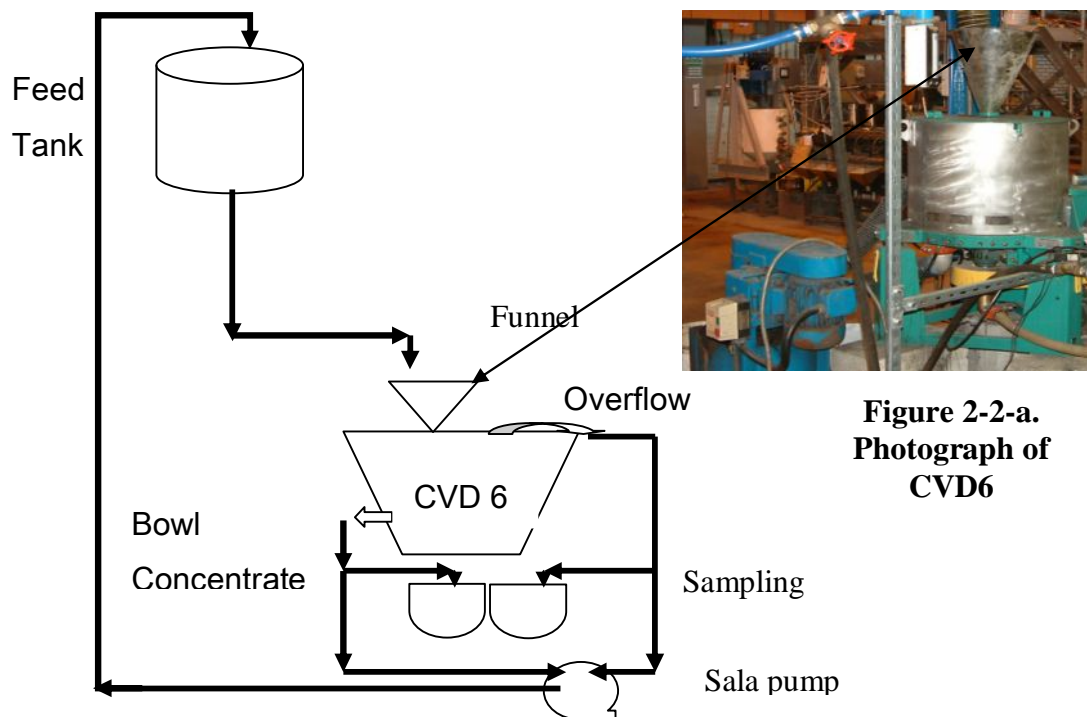 Feed
Tank
Funnel
Overflow
Figure 2-2-a.
Photograph of
CVD6
CVD 6
Bowl
Concentrate
Sampling
Sala pump